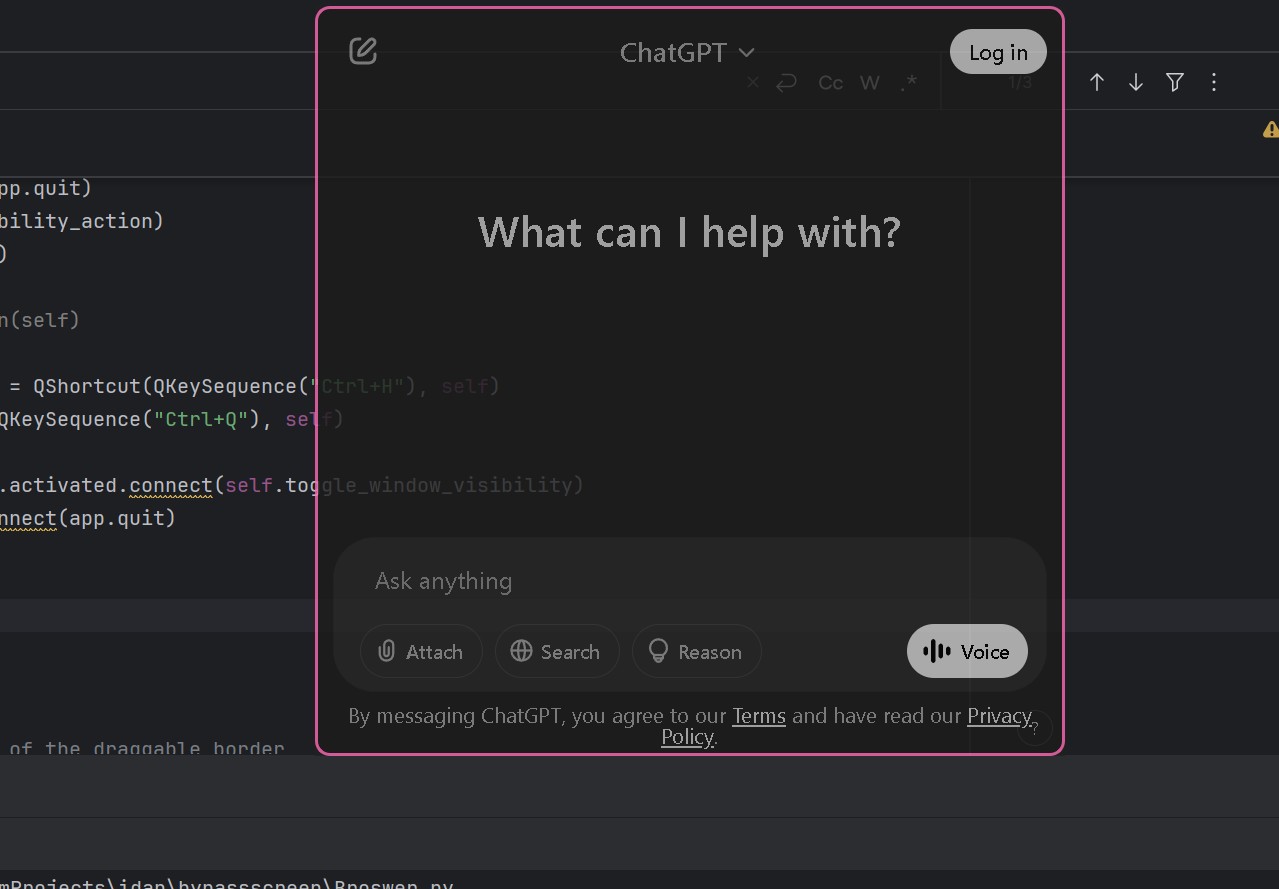 ChatGPT
Log in
Cc W .*
1/3
pp.quit)
bility_action)
)
What can I help with?
n(self)
= QShortcut(QKeySequence("Ctrl+H"), self)
QKeySequence("Ctrl+Q"), self)
.activated.connect(self.toggle_window_visibility)
nnect(app.quit)
Ask anything
Attach Search Reason Voice
By messaging ChatGPT, you agree to our Terms and have read our Privacy
Policy.
?
of the draggable border
mProjects\idan\bypassscreen\Broswer.py